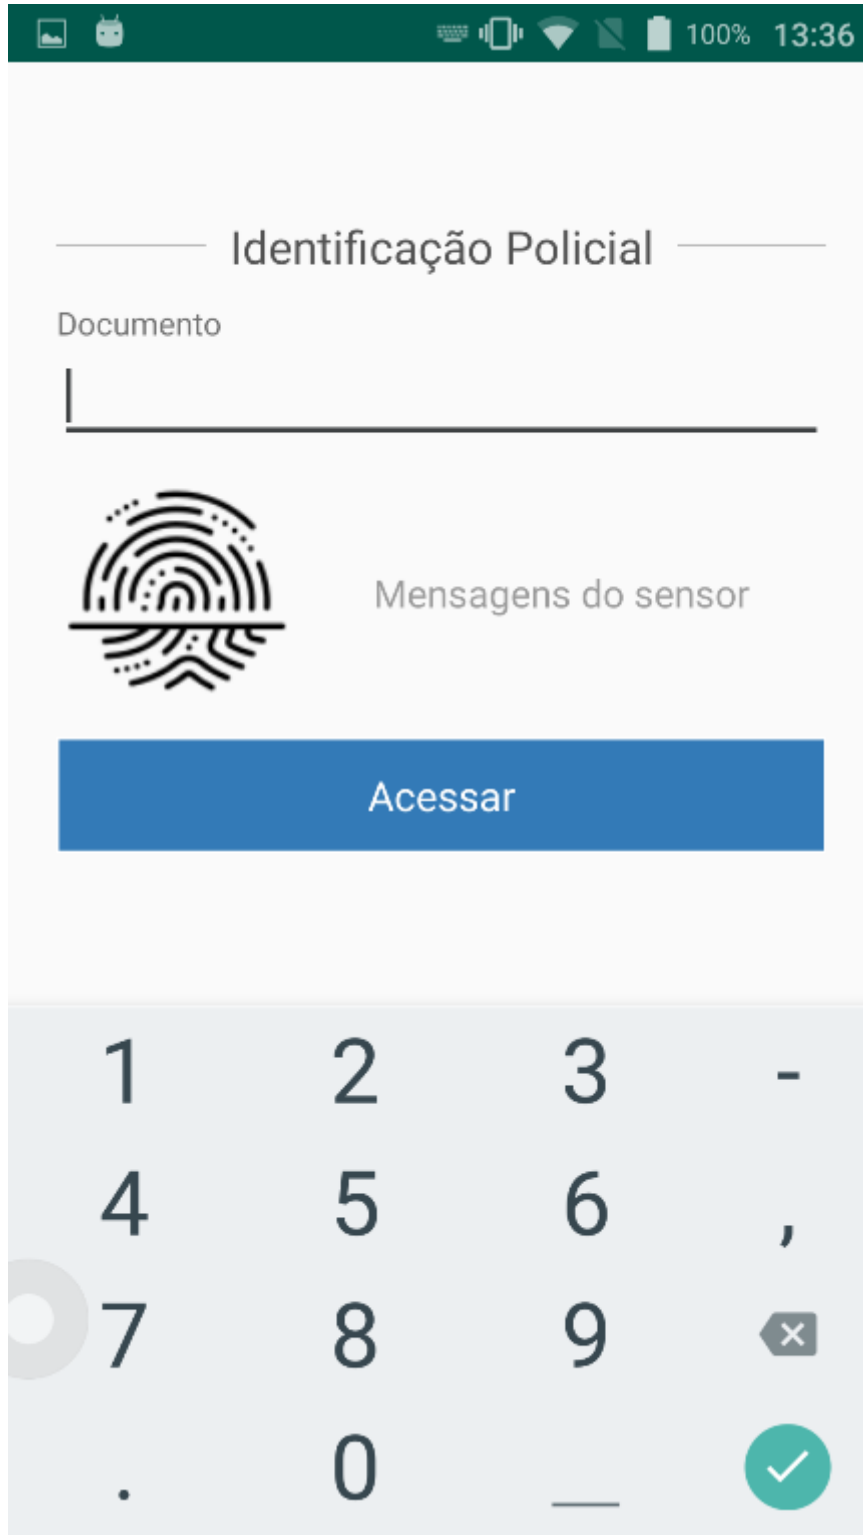 100% 13:36
Identificação Policial
Documento
Mensagens do sensor
Acessar
1 2 3 -
4 5 6 ,
7 8 9
. 0 _